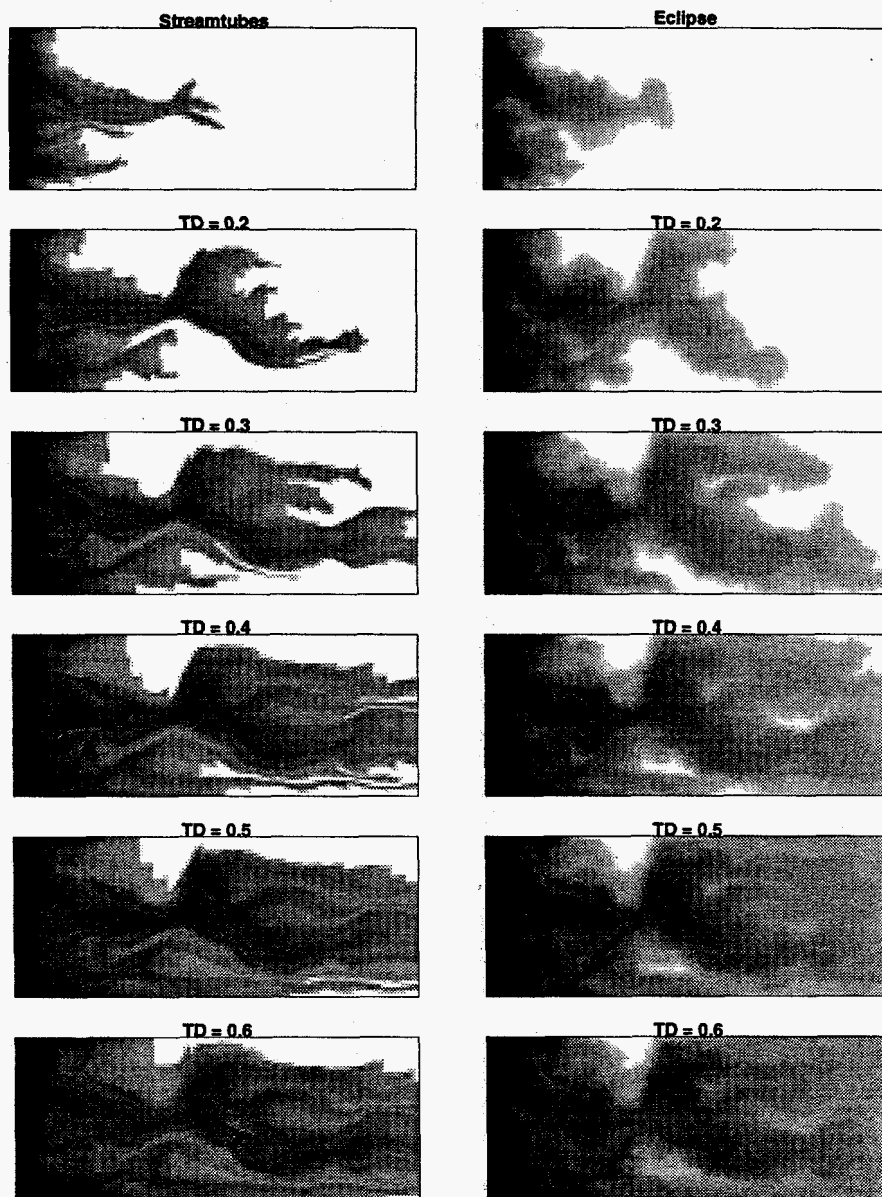 Streamtubes
Eclipse
TD = 0.2
TD = 0.2
TD = 0.3
TD = 0.3
TD = 0.4
TD = 0.4
TD = 0.5
TD = 0.5
TD = 0.6
TD = 0.6